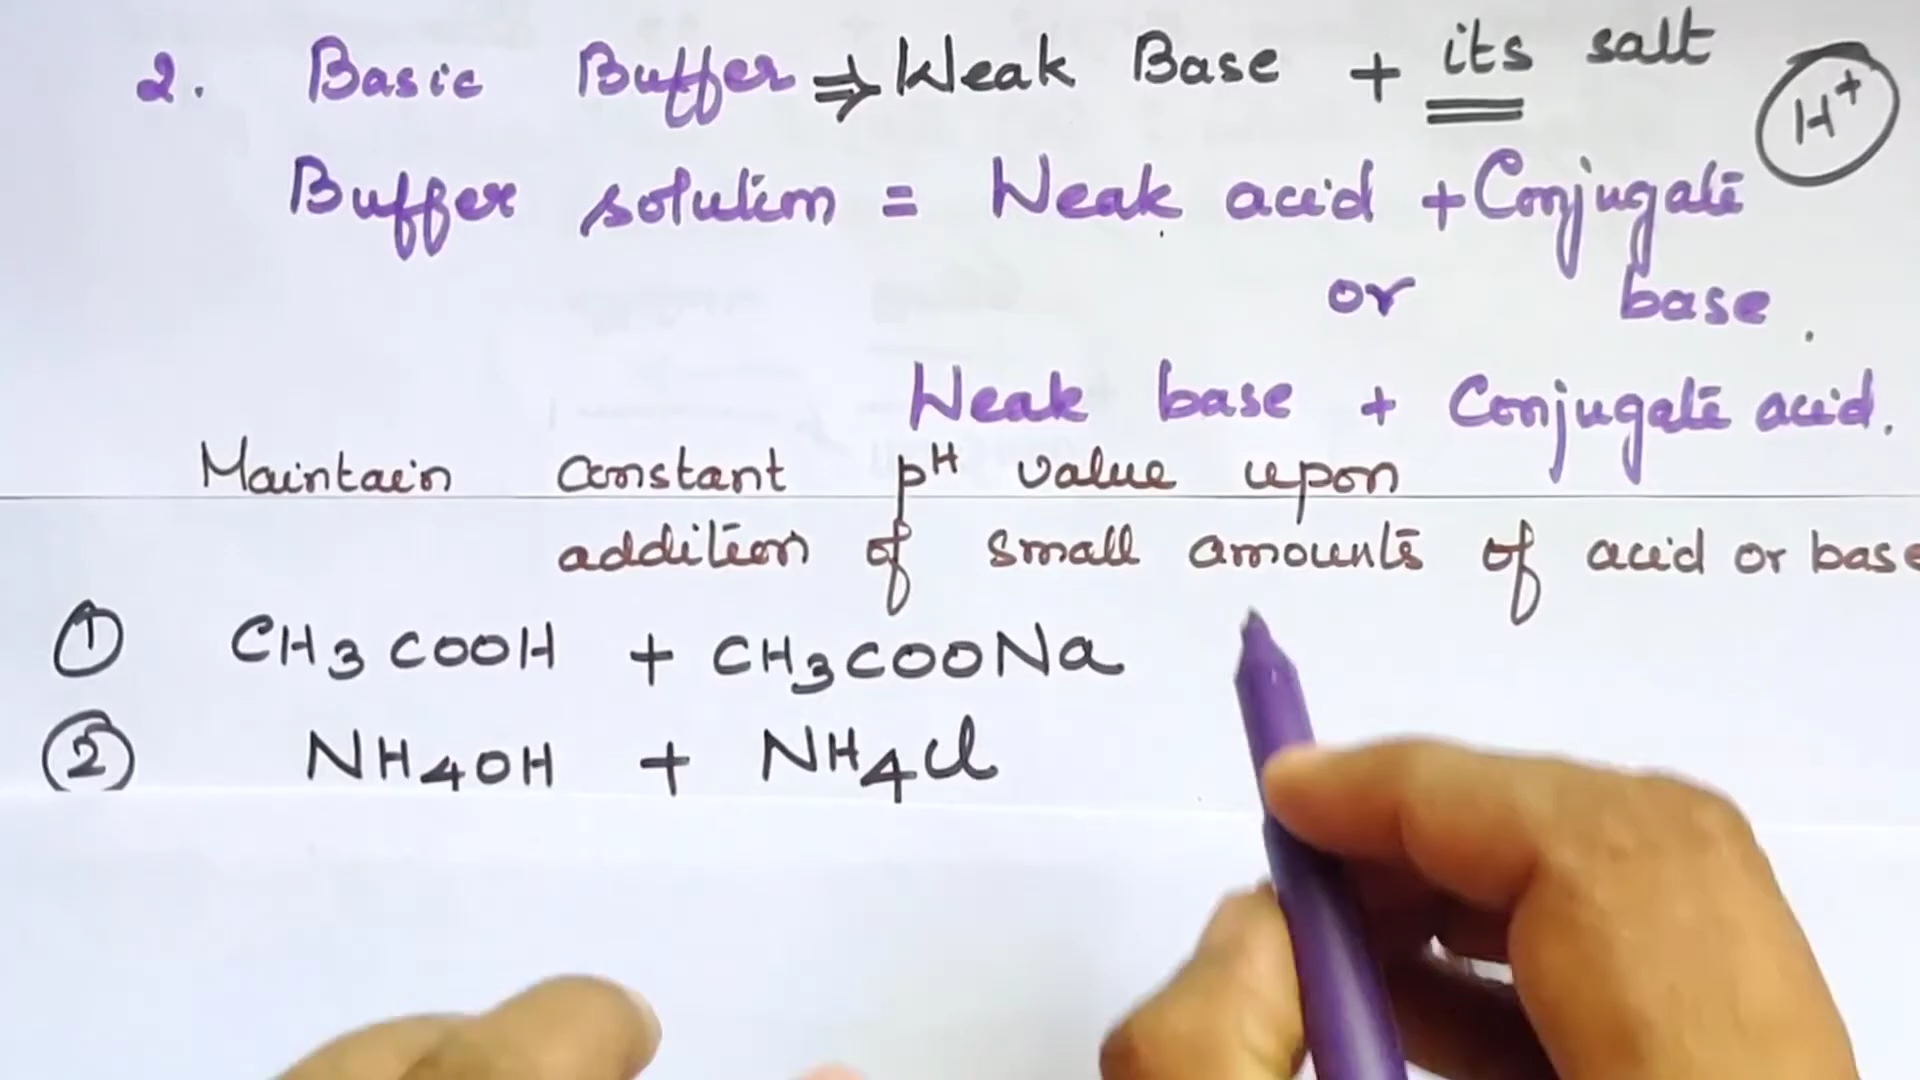 2. Basic Buffer ⇒ Weak Base + its salt
H⁺
Buffer solution = Weak acid + Conjugate
or base.
Weak base + Conjugate acid.
Maintain constant pH value upon
addition of small amounts of acid or base
① CH3COOH + CH3COONa
② NH4OH + NH4Cl